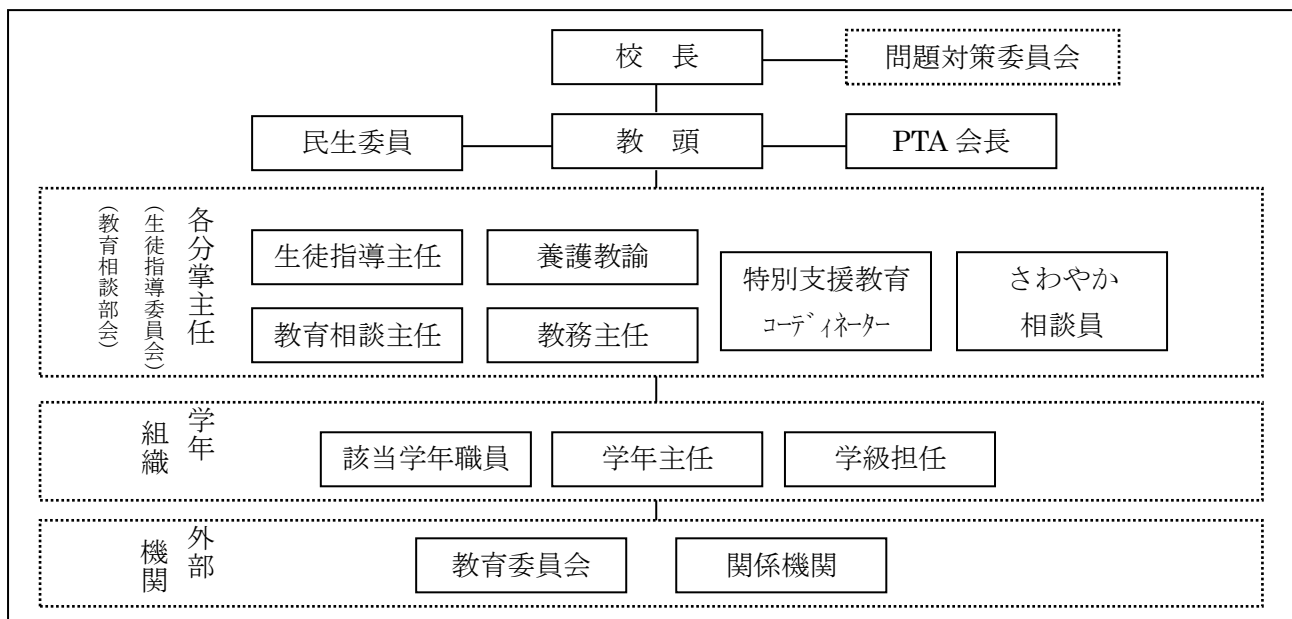 校　長
問題対策委員会
民生委員
教　頭
PTA 会長
各分掌主任
(生徒指導委員会)
(教育相談部会)
生徒指導主任
養護教諭
特別支援教育
ｺｰﾃﾞｨﾈｰﾀｰ
さわやか
相談員
教育相談主任
教務主任
学年
組織
該当学年職員
学年主任
学級担任
外部
機関
教育委員会
関係機関